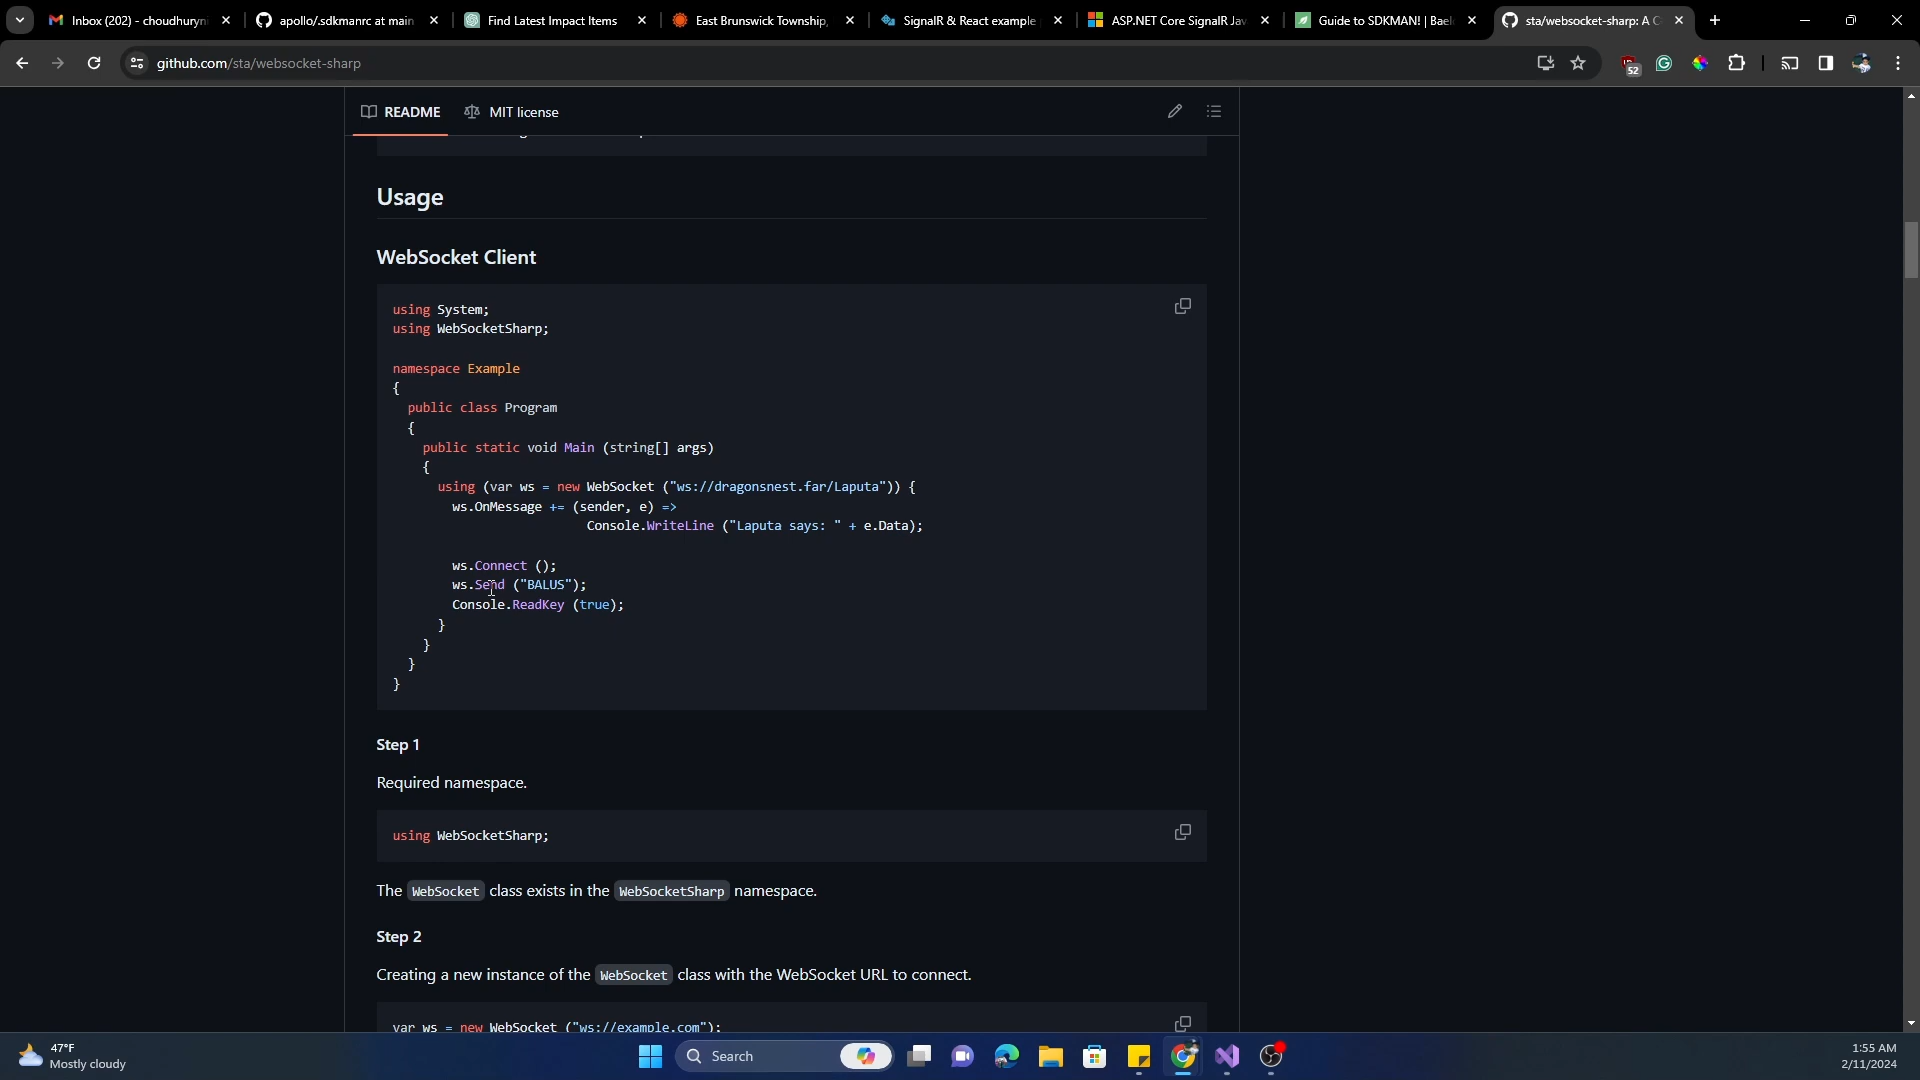 Inbox (202) - choudhuryn
apollo/.sdkmanrc at main
Find Latest Impact Items
East Brunswick Township,
SignalR & React example
ASP.NET Core SignalR Jav
Guide to SDKMAN! | Bael
sta/websocket-sharp: A C
github.com/sta/websocket-sharp
52
README
MIT license
Usage
WebSocket Client
using System;
using WebSocketSharp;
namespace Example
{
public class Program
{
public static void Main (string[] args)
{
using (var ws = new WebSocket ("ws://dragonsnest.far/Laputa")) {
ws.OnMessage += (sender, e) =>
Console.WriteLine ("Laputa says: " + e.Data);
ws.Connect ();
ws.Send ("BALUS");
Console.ReadKey (true);
}
}
}
}
Step 1
Required namespace.
using WebSocketSharp;
The WebSocket class exists in the WebSocketSharp namespace.
Step 2
Creating a new instance of the WebSocket class with the WebSocket URL to connect.
var ws = new WebSocket ("ws://example.com");
47°F
Mostly cloudy
Search
1:55 AM
2/11/2024